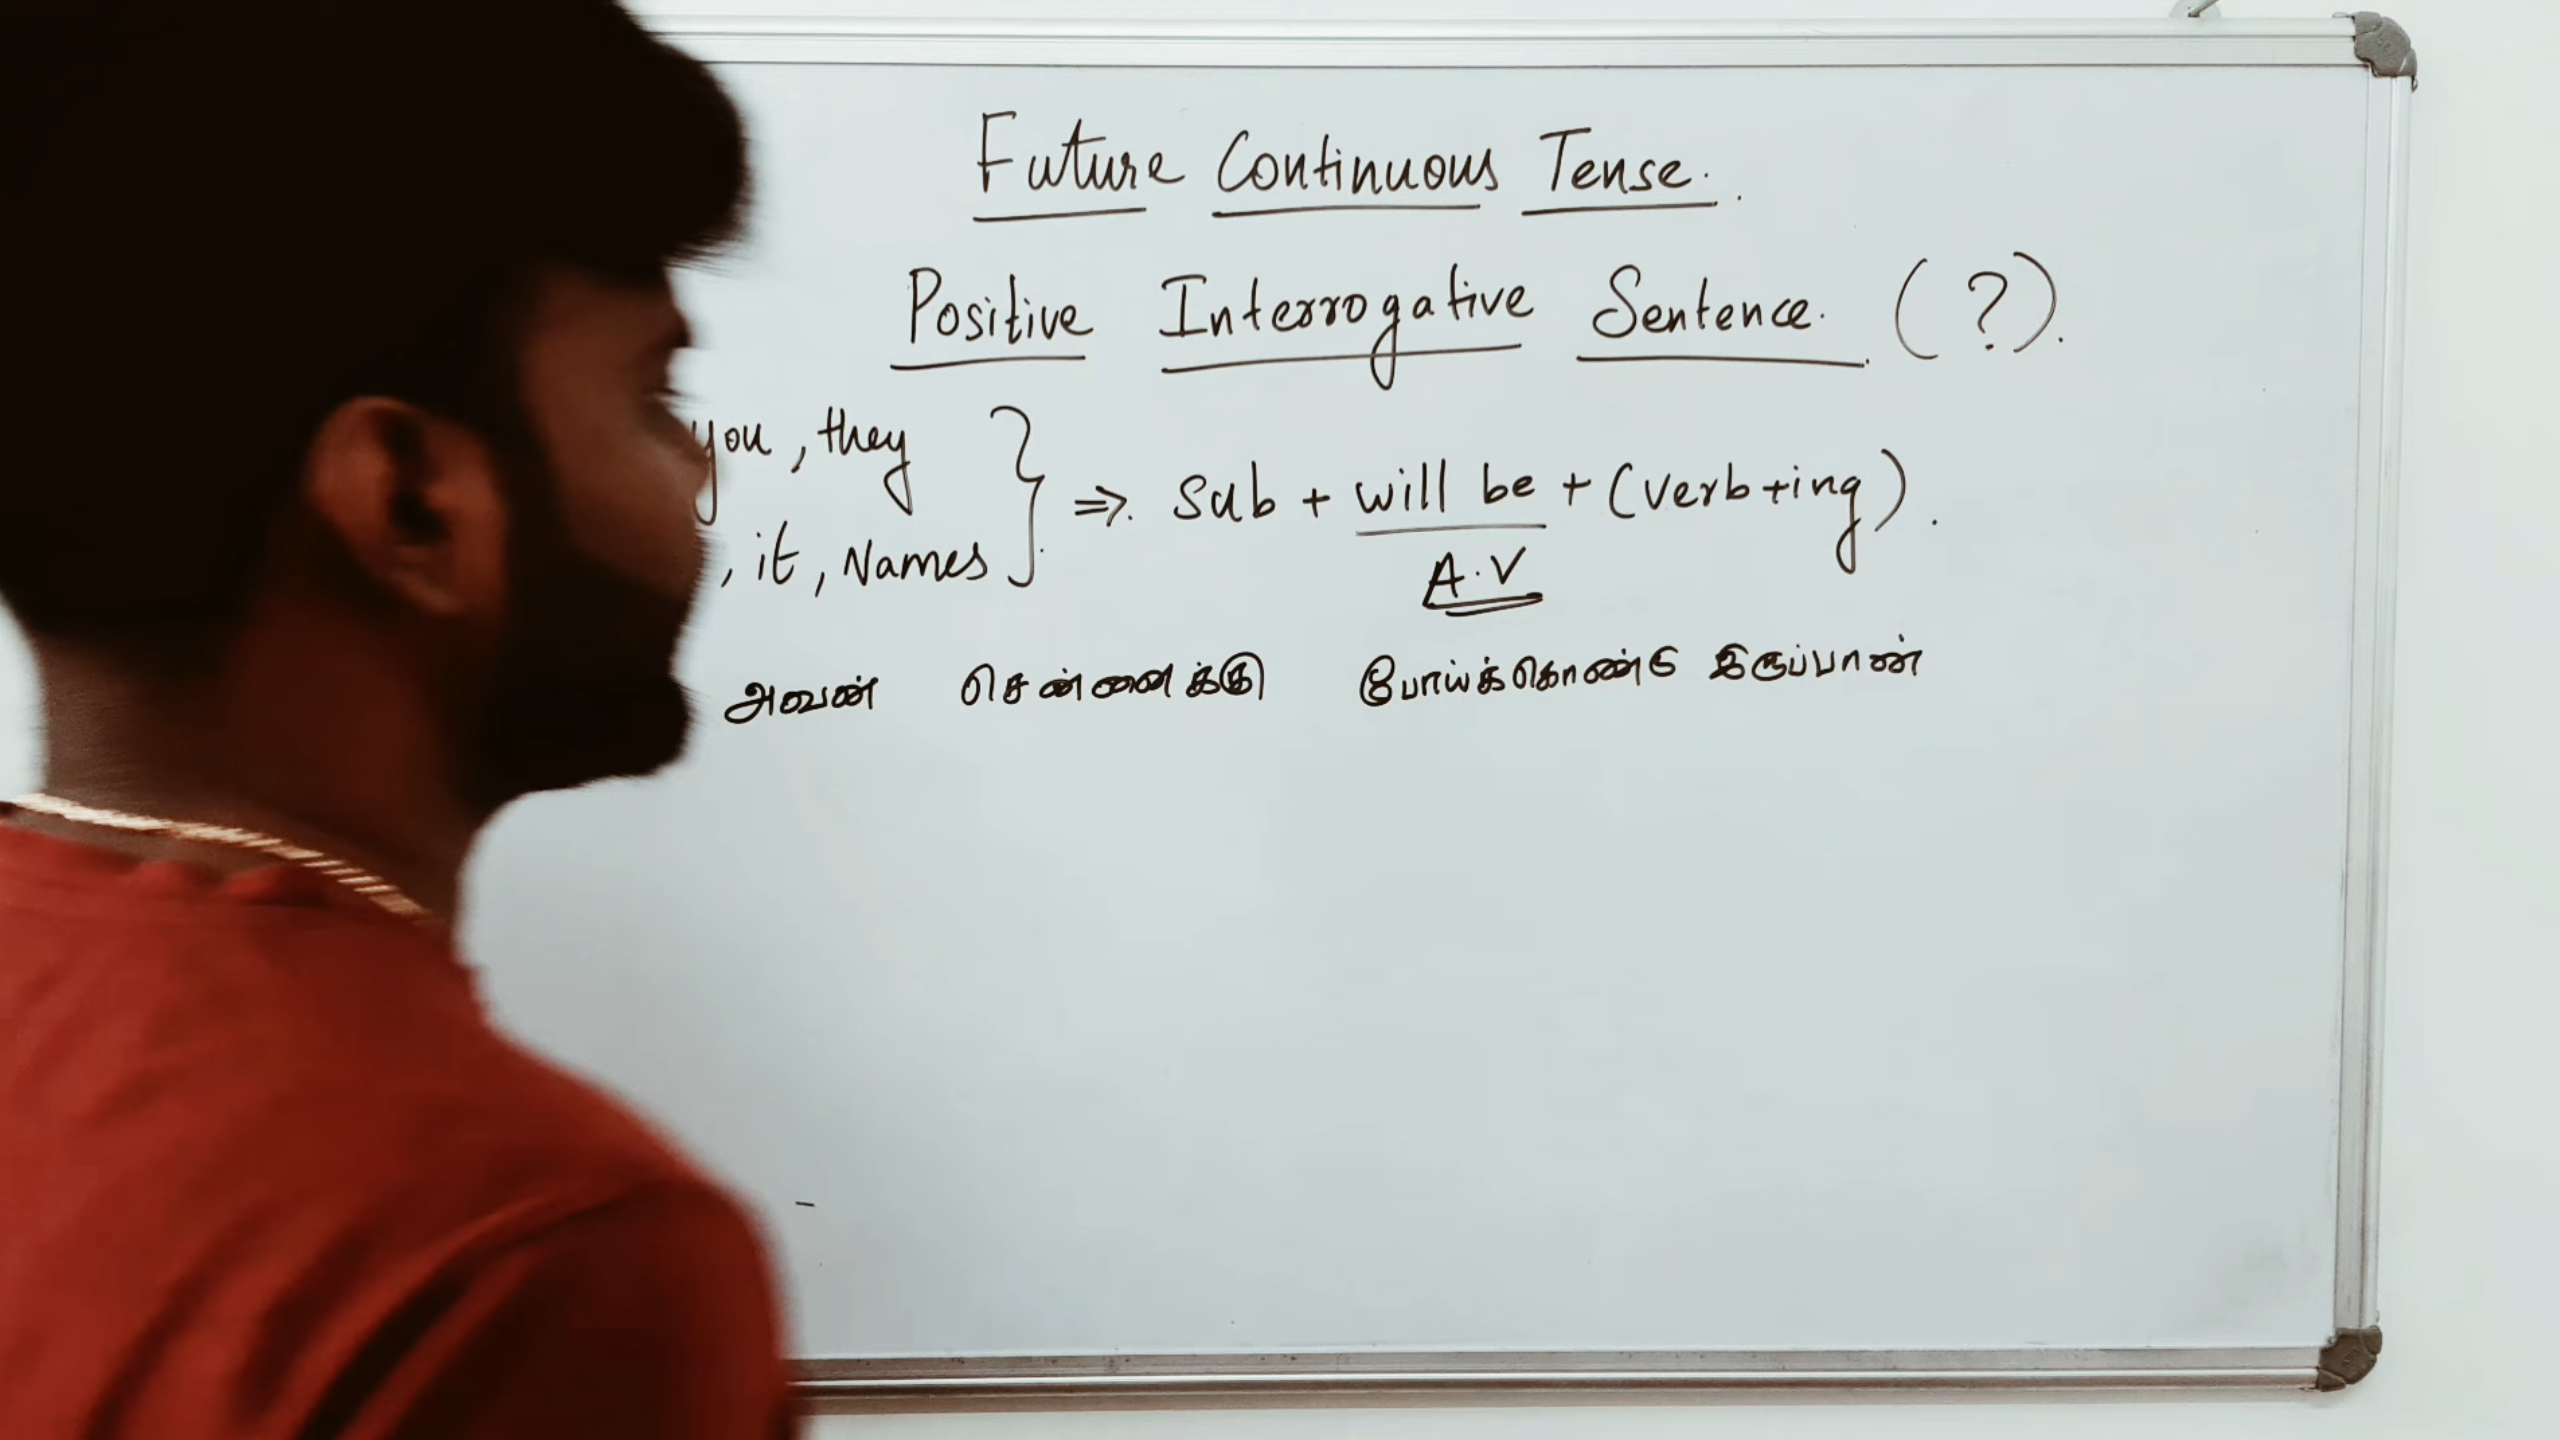 Future Continuous Tense.
Positive Interrogative Sentence. (?).
you, they
, it, Names } ⇒ Sub + will be + (verb+ing).
A.V
அவன் சென்னைக்கு போய்க்கொண்டு இருப்பான்